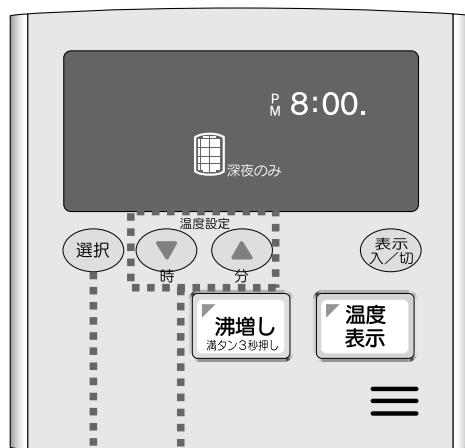 PM 8:00.
深夜のみ
温度設定
選択
時
分
表示
入／切
沸増し
満タン3秒押し
温度
表示